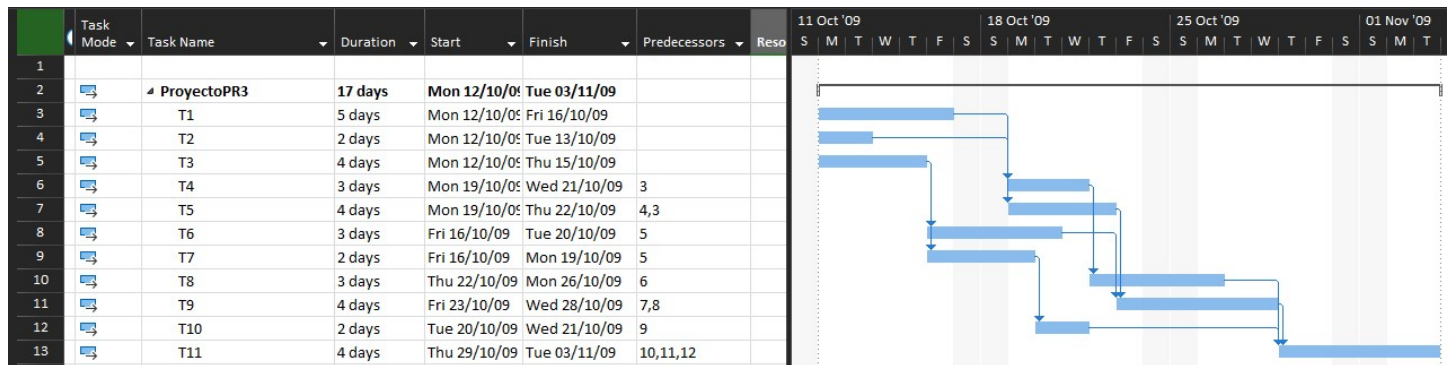 Task Mode Task Name Duration Start Finish Predecessors Reso
11 Oct '09 18 Oct '09 25 Oct '09 01 Nov '09
S M T W T F S S M T W T F S S M T W T F S S M T
1
2 ProyectoPR3 17 days Mon 12/10/09 Tue 03/11/09
3 T1 5 days Mon 12/10/09 Fri 16/10/09
4 T2 2 days Mon 12/10/09 Tue 13/10/09
5 T3 4 days Mon 12/10/09 Thu 15/10/09
6 T4 3 days Mon 19/10/09 Wed 21/10/09 3
7 T5 4 days Mon 19/10/09 Thu 22/10/09 4,3
8 T6 3 days Fri 16/10/09 Tue 20/10/09 5
9 T7 2 days Fri 16/10/09 Mon 19/10/09 5
10 T8 3 days Thu 22/10/09 Mon 26/10/09 6
11 T9 4 days Fri 23/10/09 Wed 28/10/09 7,8
12 T10 2 days Tue 20/10/09 Wed 21/10/09 9
13 T11 4 days Thu 29/10/09 Tue 03/11/09 10,11,12